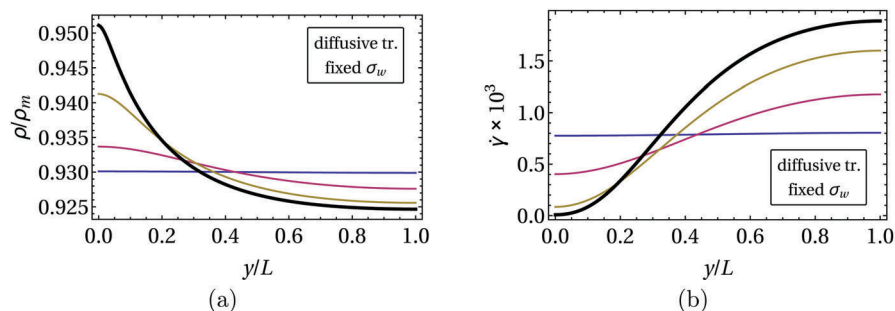 0.950
0.945
0.940
0.935
0.930
0.925
ρ/ρm
diffusive tr.
fixed σw
0.0 0.2 0.4 0.6 0.8 1.0
y/L
(a)
1.5
1.0
0.5
0.0
γ̇ × 10³
diffusive tr.
fixed σw
0.0 0.2 0.4 0.6 0.8 1.0
y/L
(b)